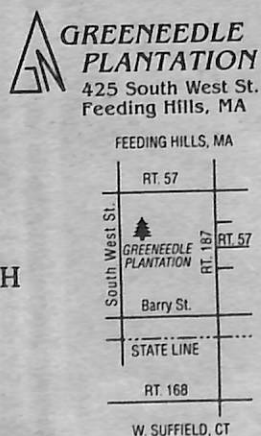 GN
GREENEEDLE
PLANTATION
425 South West St.
Feeding Hills, MA
FEEDING HILLS, MA
RT. 57
South West St.
GREENEEDLE
PLANTATION
RT. 187
RT. 57
H
Barry St.
STATE LINE
RT. 168
W. SUFFIELD, CT